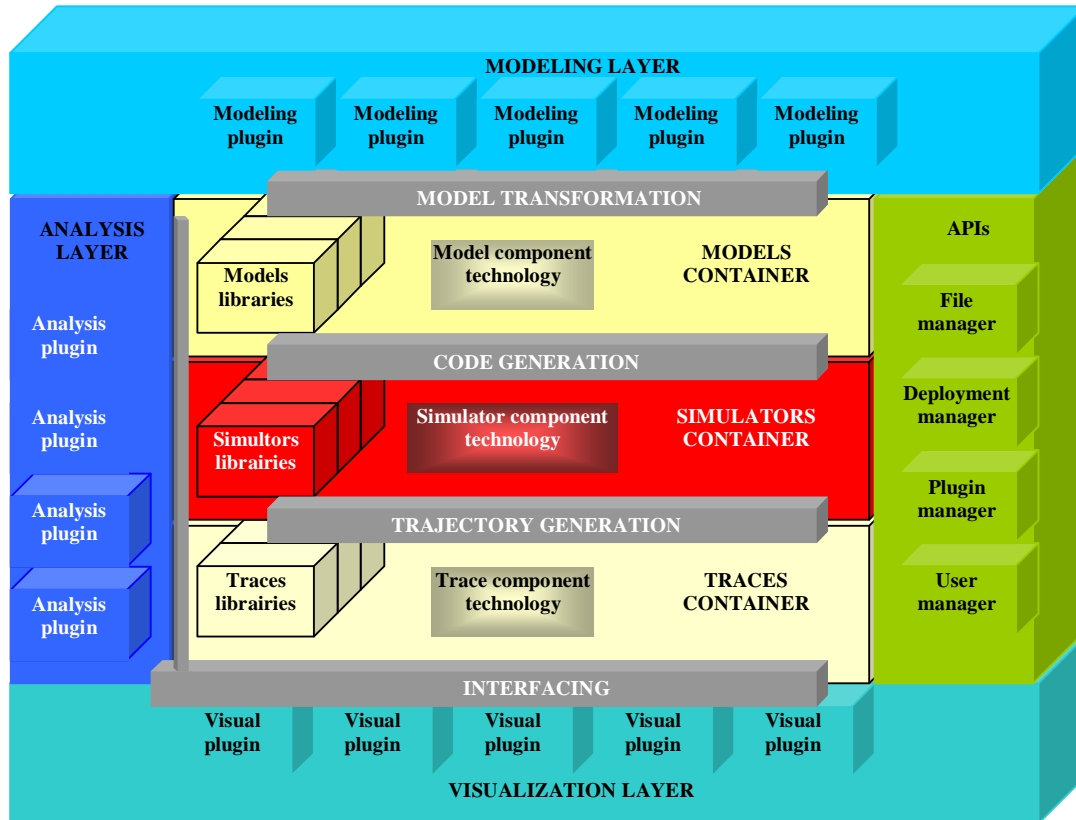 MODELING LAYER
Modeling
plugin
Modeling
plugin
Modeling
plugin
Modeling
plugin
Modeling
plugin
MODEL TRANSFORMATION
ANALYSIS
LAYER
Analysis
plugin
Analysis
plugin
Analysis
plugin
Analysis
plugin
Models
libraries
Model component
technology
MODELS
CONTAINER
CODE GENERATION
Simultors
librairies
Simulator component
technology
SIMULATORS
CONTAINER
TRAJECTORY GENERATION
Traces
librairies
Trace component
technology
TRACES
CONTAINER
INTERFACING
APIs
File
manager
Deployment
manager
Plugin
manager
User
manager
Visual
plugin
Visual
plugin
Visual
plugin
Visual
plugin
Visual
plugin
VISUALIZATION LAYER